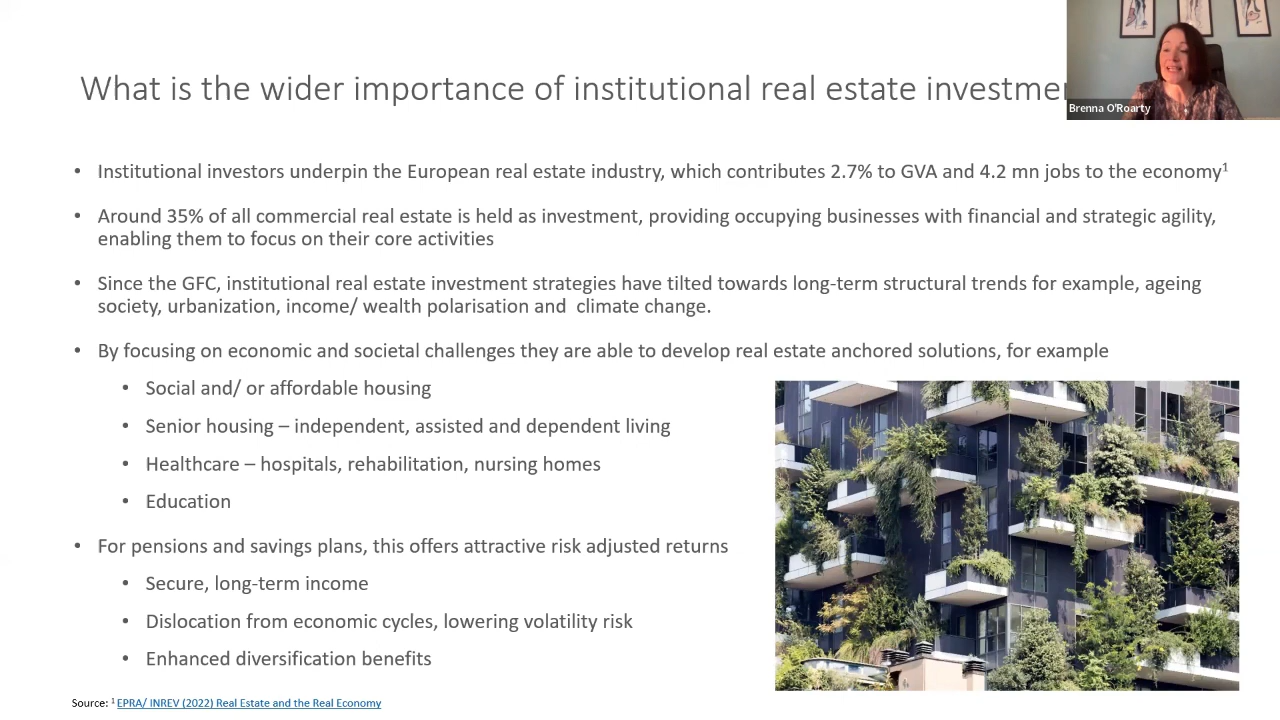 What is the wider importance of institutional real estate
Brenna O'Roarty
• Institutional investors underpin the European real estate industry, which contributes 2.7% to GVA and 4.2 mn jobs to the economy¹
• Around 35% of all commercial real estate is held as investment, providing occupying businesses with financial and strategic agility,
enabling them to focus on their core activities
• Since the GFC, institutional real estate investment strategies have tilted towards long-term structural trends for example, ageing
society, urbanization, income/ wealth polarisation and  climate change.
• By focusing on economic and societal challenges they are able to develop real estate anchored solutions, for example
• Social and/ or affordable housing
• Senior housing – independent, assisted and dependent living
• Healthcare – hospitals, rehabilitation, nursing homes
• Education
• For pensions and savings plans, this offers attractive risk adjusted returns
• Secure, long-term income
• Dislocation from economic cycles, lowering volatility risk
• Enhanced diversification benefits
Source: ¹ EPRA/ INREV (2022) Real Estate and the Real Economy